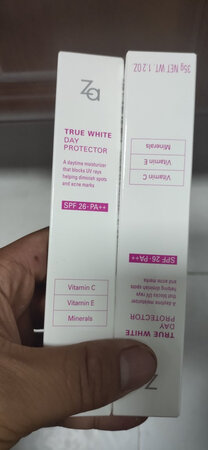 Za
TRUE WHITE
DAY
PROTECTOR
A daytime moisturizer
that blocks UV rays
helping diminish spots
and acne marks
SPF 26·PA++
Vitamin C
Vitamin E
Minerals
Za
TRUE WHITE
DAY
PROTECTOR
A daytime moisturizer
that blocks UV rays
helping diminish spots
and acne marks
SPF 26·PA++
Vitamin C
Vitamin E
Minerals
35g NET WT. 1.2 OZ